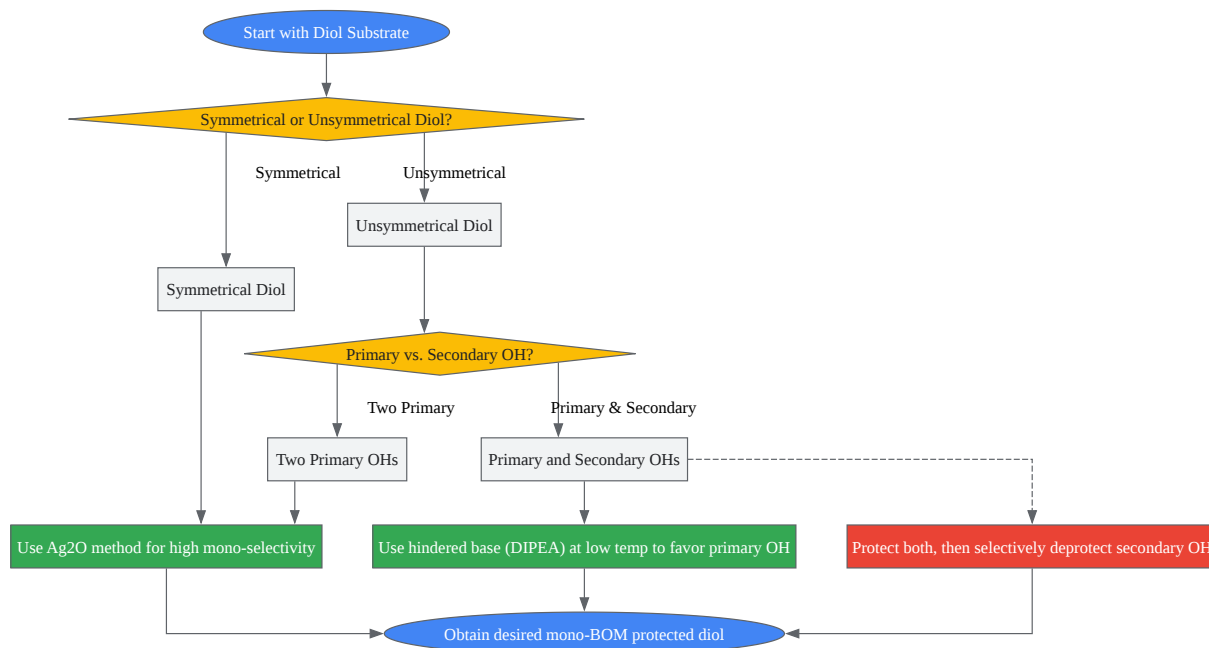 Start with Diol Substrate
Symmetrical or Unsymmetrical Diol?
Symmetrical
Unsymmetrical
Unsymmetrical Diol
Symmetrical Diol
Primary vs. Secondary OH?
Two Primary
Primary & Secondary
Two Primary OHs
Primary and Secondary OHs
Use Ag2O method for high mono-selectivity
Use hindered base (DIPEA) at low temp to favor primary OH
Protect both, then selectively deprotect secondary OH
Obtain desired mono-BOM protected diol